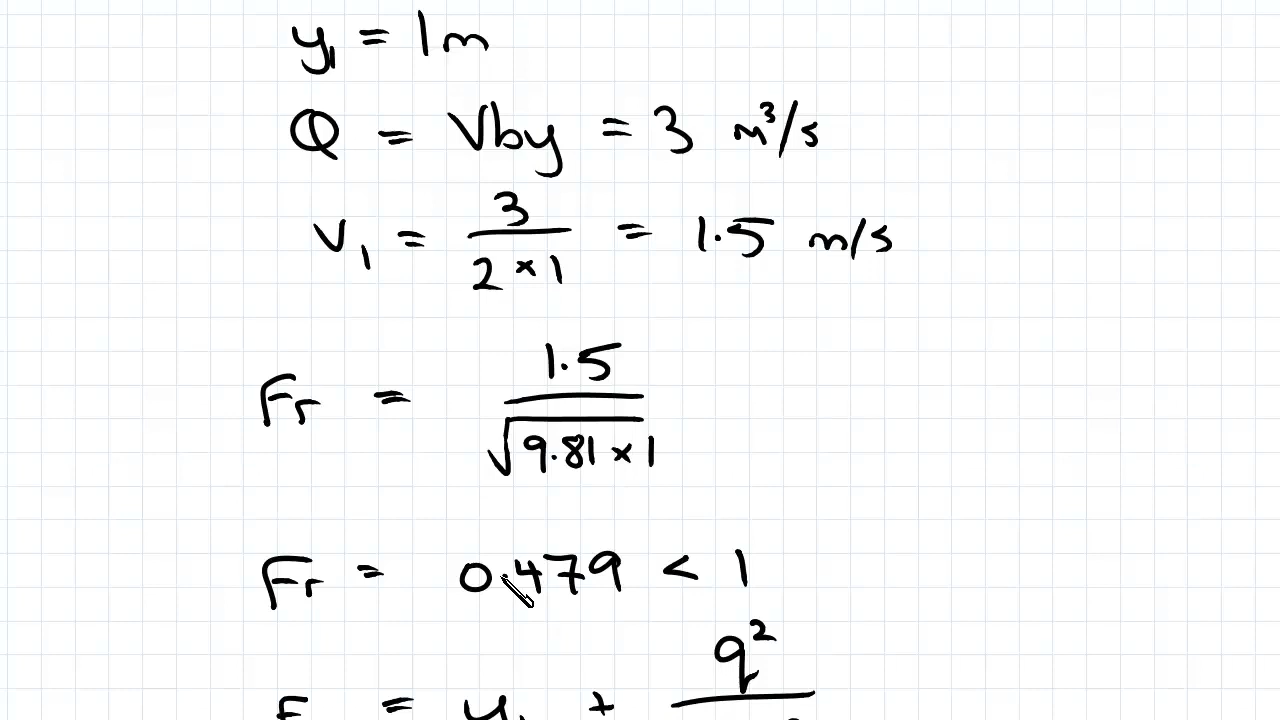 y₁ = 1m
Q = Vby = 3 m³/s
V₁ = 3 / (2 × 1) = 1.5 m/s
Fr = 1.5 / √(9.81 × 1)
Fr = 0.479 < 1
E = y₁ + q²